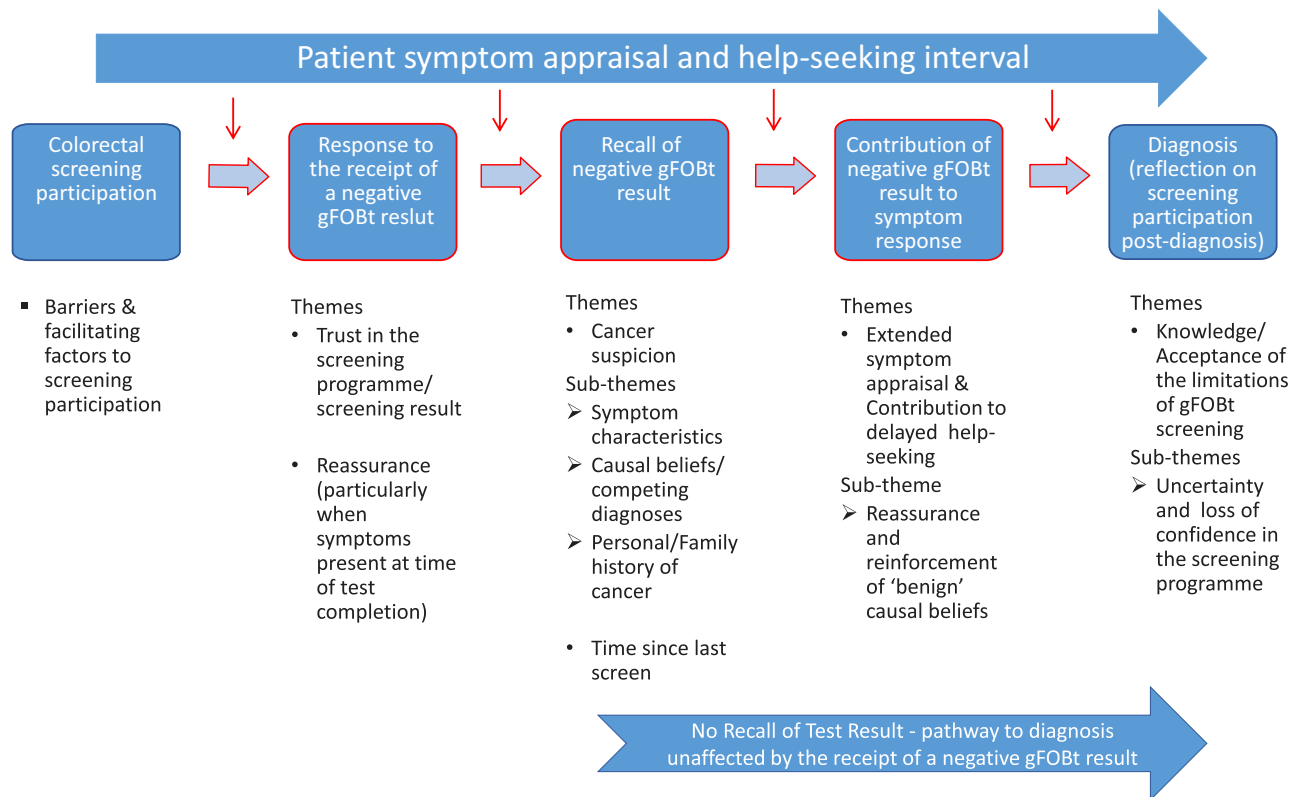 Patient symptom appraisal and help-seeking interval
Colorectal
screening
participation
Response to
the receipt of
a negative
gFOBt reslut
Recall of
negative gFOBt
result
Contribution of
negative gFOBt
result to
symptom
response
Diagnosis
(reflection on
screening
participation
post-diagnosis)
▪ Barriers &
facilitating
factors to
screening
participation
Themes
• Trust in the
screening
programme/
screening result
• Reassurance
(particularly
when
symptoms
present at time
of test
completion)
Themes
• Cancer
suspicion
Sub-themes
➢ Symptom
characteristics
➢ Causal beliefs/
competing
diagnoses
➢ Personal/Family
history of
cancer
• Time since last
screen
Themes
• Extended
symptom
appraisal &
Contribution to
delayed help-
seeking
Sub-theme
➢ Reassurance
and
reinforcement
of ‘benign’
causal beliefs
Themes
• Knowledge/
Acceptance of
the limitations
of gFOBt
screening
Sub-themes
➢ Uncertainty
and loss of
confidence in
the screening
programme
No Recall of Test Result - pathway to diagnosis
unaffected by the receipt of a negative gFOBt result